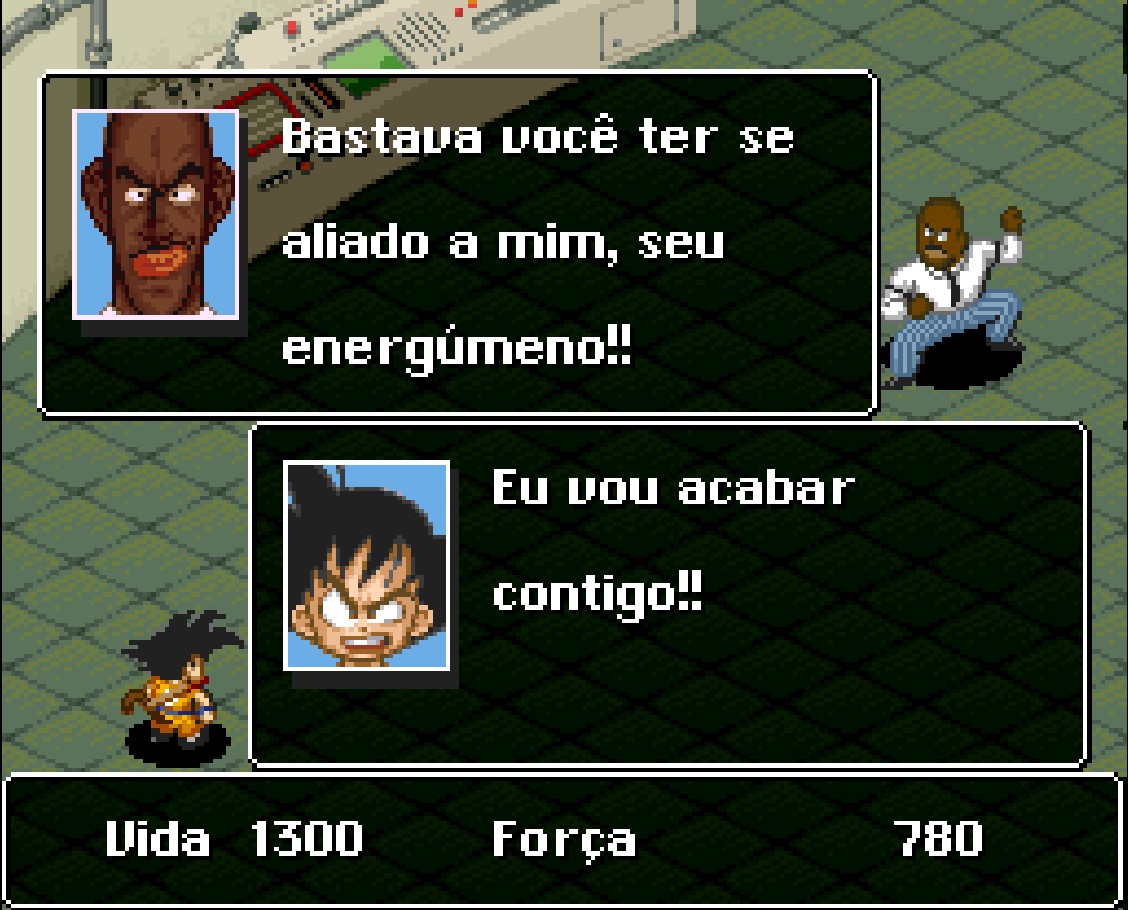 Bastava você ter se
aliado a mim, seu
energúmeno!!
Eu vou acabar
contigo!!
Vida 1300 Força 780